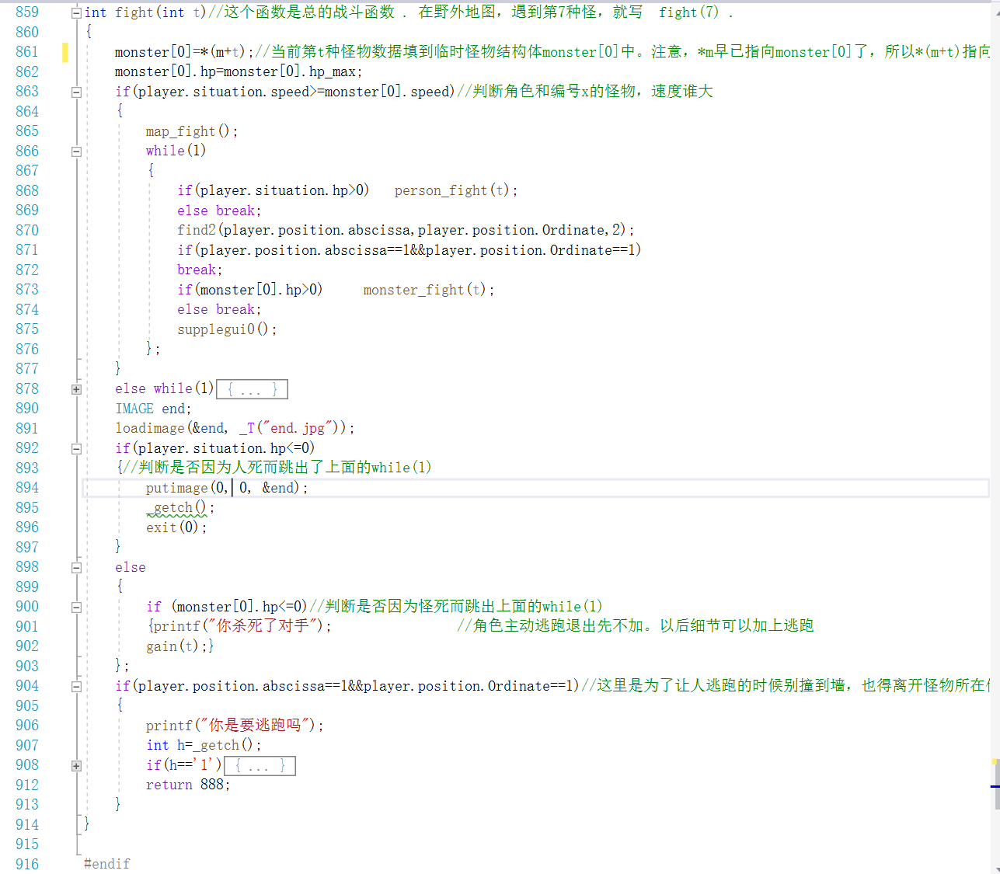 859 int fight(int t)//这个函数是总的战斗函数 . 在野外地图，遇到第7种怪，就写  fight(7) .
860 {
861 monster[0]=*(m+t);//当前第t种怪物数据填到临时怪物结构体monster[0]中。注意，*m早已指向monster[0]了，所以*(m+t)指向
862 monster[0].hp=monster[0].hp_max;
863 if(player.situation.speed>=monster[0].speed)//判断角色和编号x的怪物，速度谁大
864 {
865 map_fight();
866 while(1)
867 {
868 if(player.situation.hp>0)   person_fight(t);
869 else break;
870 find2(player.position.abscissa,player.position.Ordinate,2);
871 if(player.position.abscissa==1&&player.position.Ordinate==1)
872 break;
873 if(monster[0].hp>0)     monster_fight(t);
874 else break;
875 supplegui0();
876 };
877 }
878 else while(1){ ... }
890 IMAGE end;
891 loadimage(&end, _T("end.jpg"));
892 if(player.situation.hp<=0)
893 {//判断是否因为人死而跳出了上面的while(1)
894 putimage(0, 0, &end);
895 _getch();
896 exit(0);
897 }
898 else
899 {
900 if (monster[0].hp<=0)//判断是否因为怪死而跳出上面的while(1)
901 {printf("你杀死了对手");                //角色主动逃跑退出先不加。以后细节可以加上逃跑
902 gain(t);}
903 };
904 if(player.position.abscissa==1&&player.position.Ordinate==1)//这里是为了让人逃跑的时候别撞到墙，也得离开怪物所在
905 {
906 printf("你是要逃跑吗");
907 int h=_getch();
908 if(h=='1'){ ... }
912 return 888;
913 }
914 }
915
916 #endif